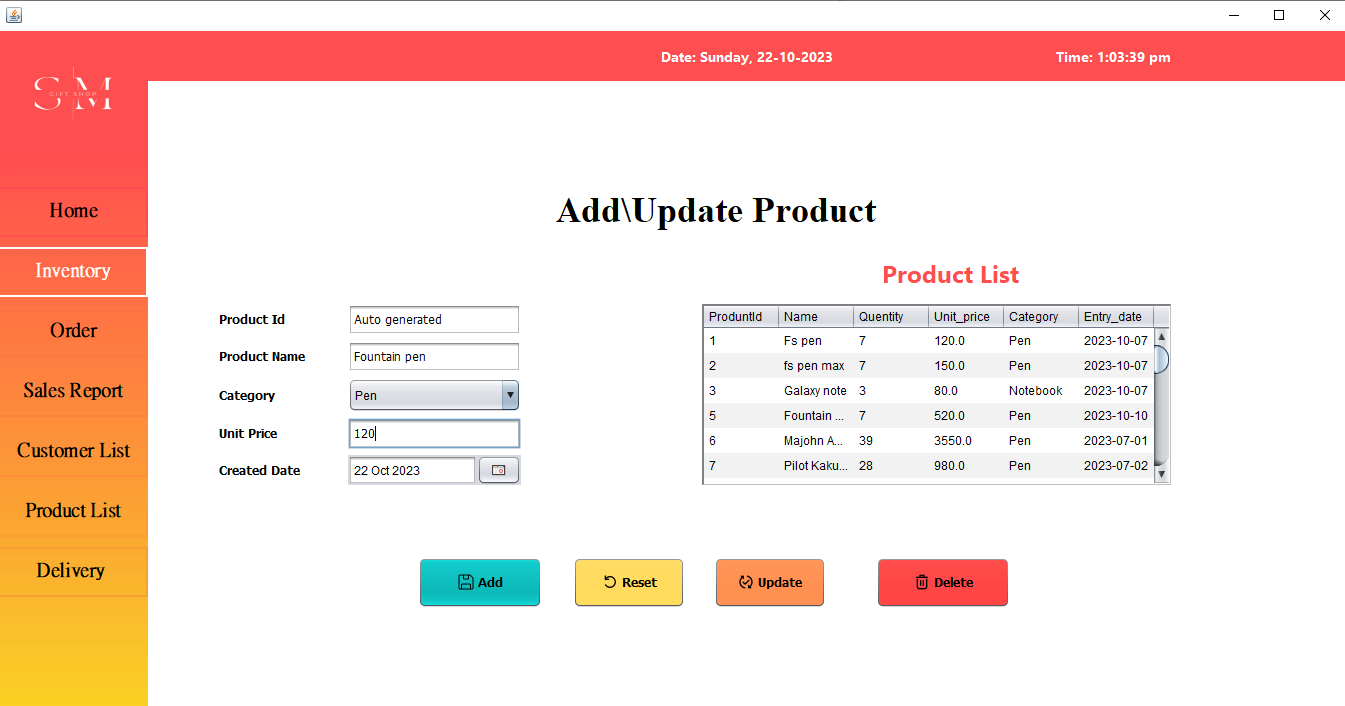 Date: Sunday, 22-10-2023 Time: 1:03:39 pm
SM
GIFT SHOP
Home
Inventory
Order
Sales Report
Customer List
Product List
Delivery
Add\Update Product
Product Id Auto generated
Product Name Fountain pen
Category Pen
Unit Price 120
Created Date 22 Oct 2023
Product List
ProduntId Name Quentity Unit_price Category Entry_date
1 Fs pen 7 120.0 Pen 2023-10-07
2 fs pen max 7 150.0 Pen 2023-10-07
3 Galaxy note 3 80.0 Notebook 2023-10-07
5 Fountain ... 7 520.0 Pen 2023-10-10
6 Majohn A... 39 3550.0 Pen 2023-07-01
7 Pilot Kaku... 28 980.0 Pen 2023-07-02
Add Reset Update Delete